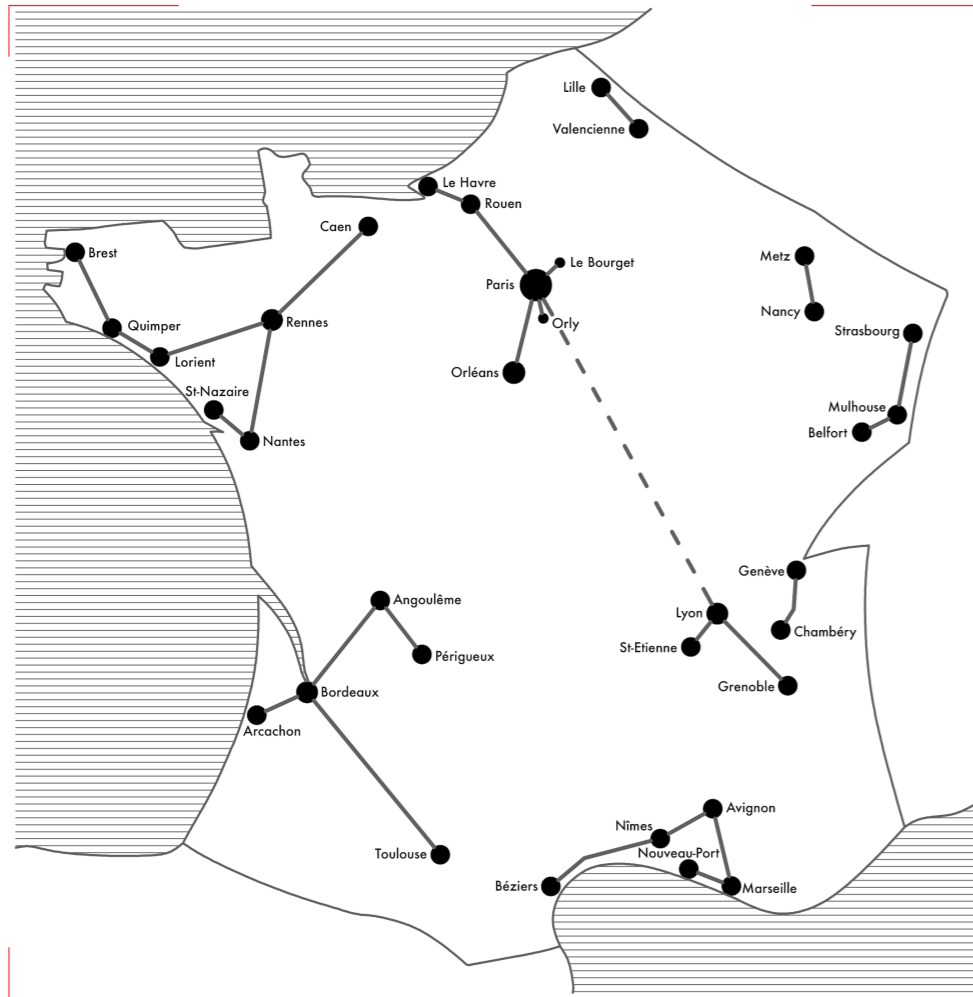 Lille
Valencienne
Le Havre
Rouen
Caen
Brest
Le Bourget
Metz
Paris
Nancy
Orly
Quimper
Rennes
Strasbourg
Lorient
Orléans
St-Nazaire
Mulhouse
Nantes
Belfort
Genève
Angoulême
Lyon
Chambéry
St-Etienne
Périgueux
Grenoble
Bordeaux
Arcachon
Avignon
Nîmes
Toulouse
Nouveau-Port
Béziers
Marseille